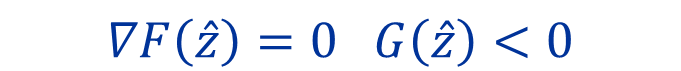 ∇F(ẑ) = 0 G(ẑ) < 0